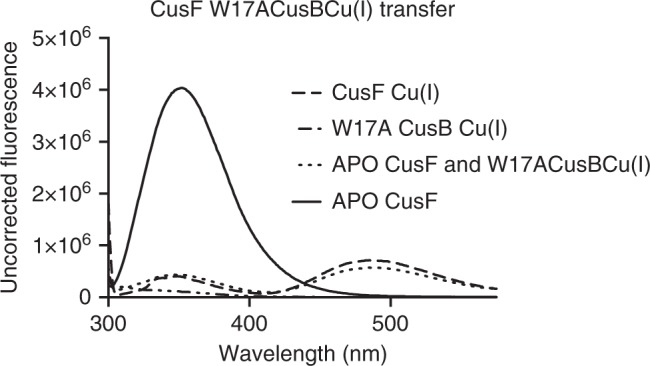 CusF W17ACusBCu(I) transfer
Uncorrected fluorescence
5×10⁶
4×10⁶
3×10⁶
2×10⁶
1×10⁶
0
CusF Cu(I)
W17A CusB Cu(I)
APO CusF and W17ACusBCu(I)
APO CusF
300
400
500
Wavelength (nm)